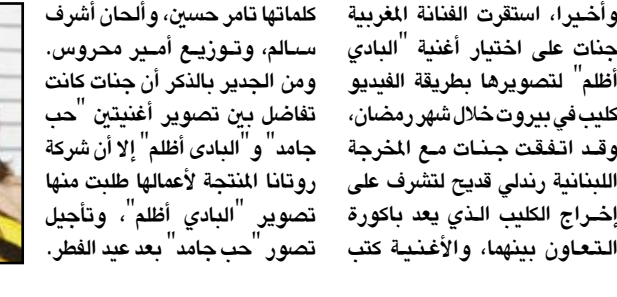 وأخيرا، استقرت الفنانة المغربية
جنات على اختيار أغنية "البادي
أظلم" لتصويرها بطريقة الفيديو
كليب في بيروت خلال شهر رمضان،
وقد اتفقت جنات مع المخرجة
اللبنانية رندلي قديح لتشرف على
إخراج الكليب الذي يعد باكورة
التعاون بينهما، والأغنية كتب
كلماتها تامر حسين، وألحان أشرف
سالم، وتوزيع أمير محروس.
ومن الجدير بالذكر أن جنات كانت
تفاضل بين تصوير أغنيتين "حب
جامد" و"البادى أظلم" إلا أن شركة
روتانا المنتجة لأعمالها طلبت منها
تصوير "البادي أظلم"، وتأجيل
تصور "حب جامد" بعد عيد الفطر.